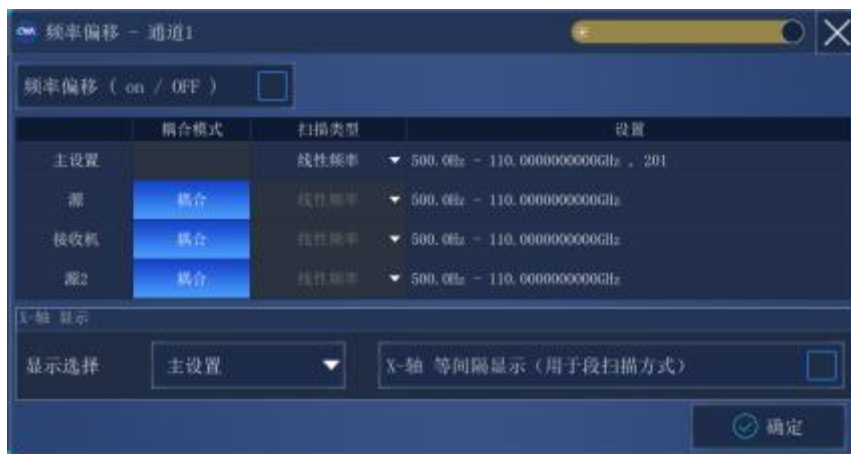 频率偏移 - 通道1
频率偏移 ( on / OFF )
耦合模式 扫描类型 设置
主设置 线性频率 500.0Hz - 110.0000000000GHz , 201
源 耦合 线性频率 500.0Hz - 110.0000000000GHz
接收机 耦合 线性频率 500.0Hz - 110.0000000000GHz
源2 耦合 线性频率 500.0Hz - 110.0000000000GHz
X-轴 显示
显示选择 主设置 X-轴 等间隔显示（用于段扫描方式）
确定